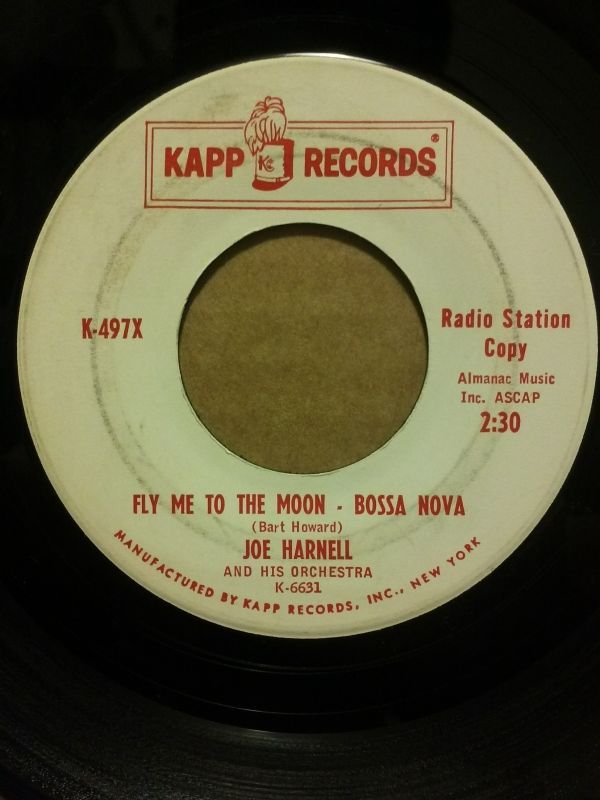 KAPP KC RECORDS®
K-497X
Radio Station
Copy
Almanac Music
Inc. ASCAP
2:30
FLY ME TO THE MOON - BOSSA NOVA
(Bart Howard)
JOE HARNELL
AND HIS ORCHESTRA
K-6631
MANUFACTURED BY KAPP RECORDS, INC., NEW YORK